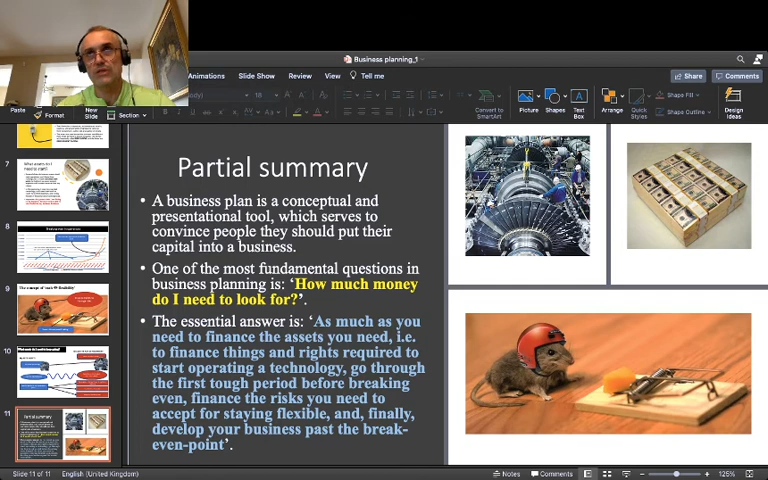 Business planning_1
Animations
Slide Show
Review
View
Tell me
Share
Comments
Paste
Format
New
Slide
Section
16
Convert to
SmartArt
Picture
Shapes
Text
Box
Arrange
Quick
Styles
Shape Fill
Shape Outline
Design
Ideas
7
8
9
10
11
Partial summary
• A business plan is a conceptual and
presentational tool, which serves to
convince people they should put their
capital into a business.
• One of the most fundamental questions in
business planning is: ‘How much money
do I need to look for?’.
• The essential answer is: ‘As much as you
need to finance the assets you need, i.e.
to finance things and rights required to
start operating a technology, go through
the first tough period before breaking
even, finance the risks you need to
accept for staying flexible, and, finally,
develop your business past the break-
even-point’.
Slide 11 of 11
English (United Kingdom)
Notes
Comments
125%